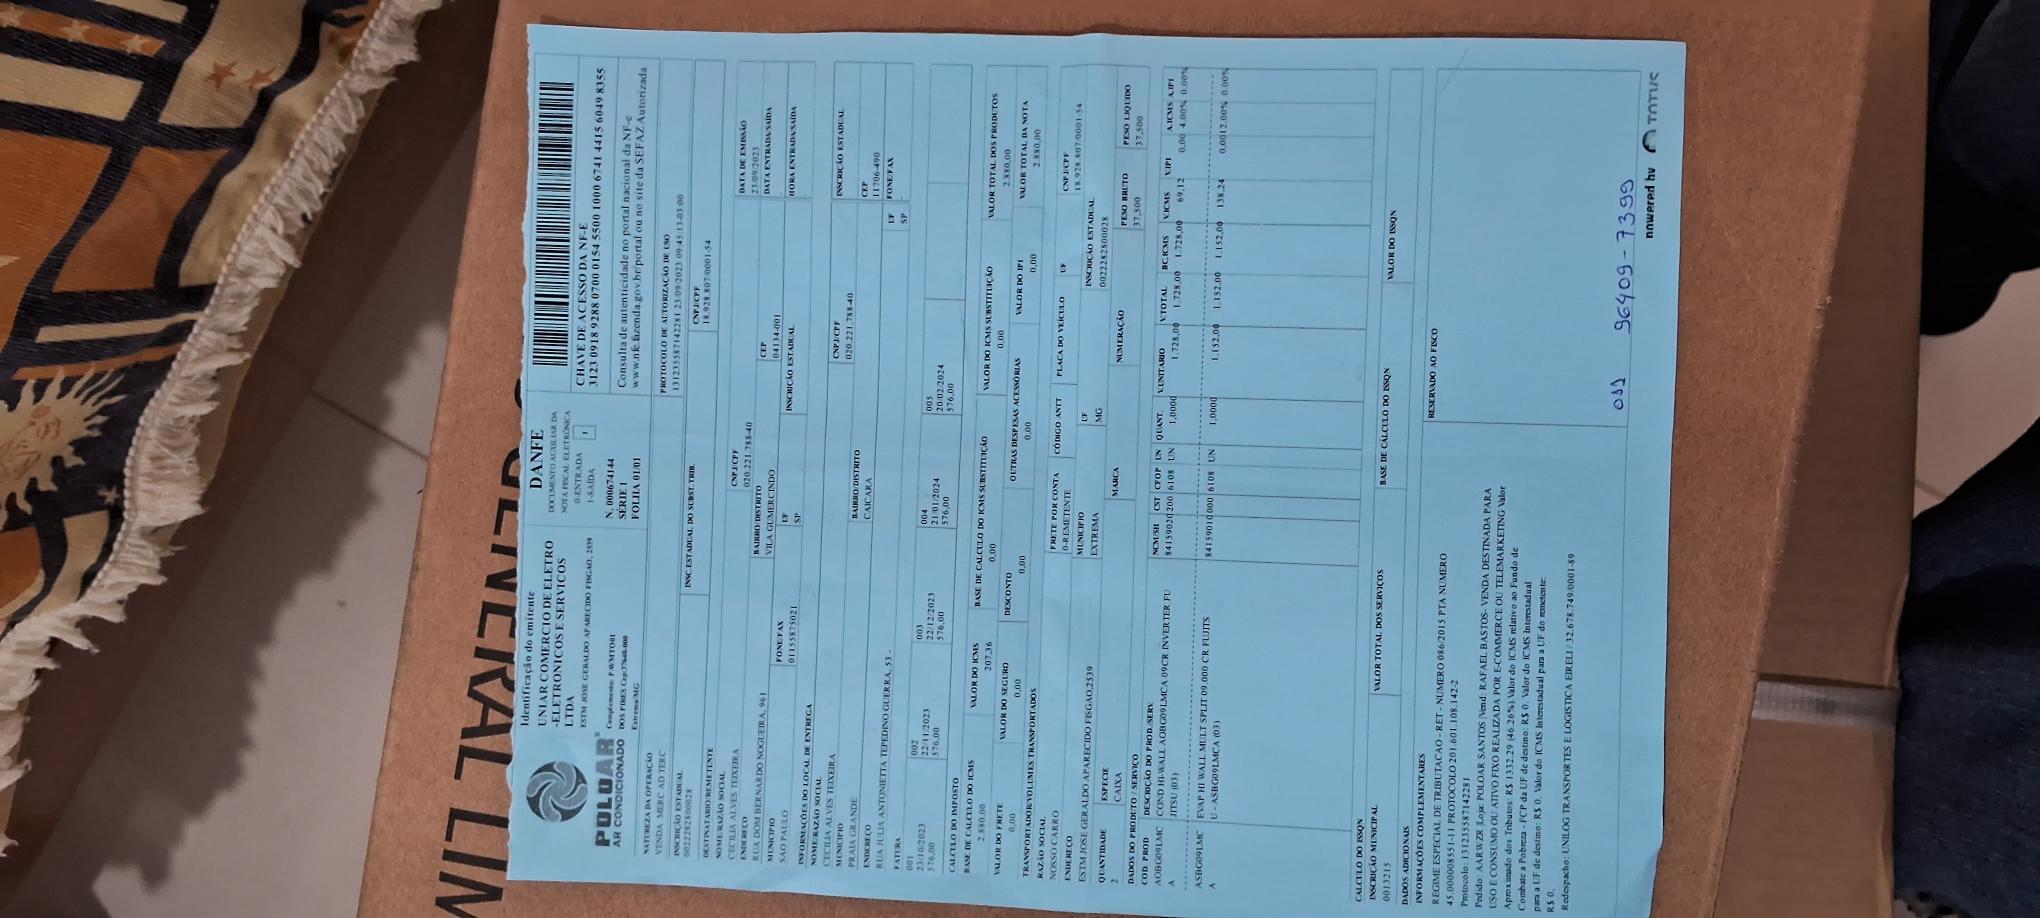 GENERAL LIM
POLOAR
AR CONDICIONADO
Identificação do emitente
UNIAR COMERCIO DE ELETRO
-ELETRONICOS E SERVICOS
LTDA
ESTM JOSE GERALDO APARECIDO FISGAO, 2539
Complemento: PAVMTO01
DOS PIRES Cep:37640-000
Extrema/MG
DANFE
DOCUMENTO AUXILIAR DA
NOTA FISCAL ELETRÔNICA
0-ENTRADA
1-SAÍDA
1
N. 000674144
SÉRIE 1
FOLHA 01/01
CHAVE DE ACESSO DA NF-E
3123 0918 9288 0700 0154 5500 1000 6741 4415 6049 8355
Consulta de autenticidade no portal nacional da NF-e
www.nfe.fazenda.gov.br/portal ou no site da SEFAZ Autorizada
NATUREZA DA OPERAÇÃO
VENDA MERC AD TERC
PROTOCOLO DE AUTORIZAÇÃO DE USO
131235587142281 23/09/2023 09:45:13-03:00
INSCRIÇÃO ESTADUAL
0022282800028
INSC.ESTADUAL DO SUBST. TRIB.
CNPJ/CPF
18.928.807/0001-54
DESTINATARIO/REMETENTE
NOME/RAZÃO SOCIAL
CECILIA ALVES TEIXEIRA
CNPJ/CPF
020.221.788-40
DATA DE EMISSÃO
23/09/2023
ENDEREÇO
RUA DOM BERNARDO NOGUEIRA, 961
BAIRRO/DISTRITO
VILA GUMERCINDO
CEP
04134-001
DATA ENTRADA/SAÍDA
MUNICIPIO
SAO PAULO
FONE/FAX
01155875021
UF
SP
INSCRIÇÃO ESTADUAL
HORA ENTRADA/SAÍDA
INFORMAÇÕES DO LOCAL DE ENTREGA
NOME/RAZÃO SOCIAL
CECILIA ALVES TEIXEIRA
CNPJ/CPF
020.221.788-40
INSCRIÇÃO ESTADUAL
MUNICIPIO
PRAIA GRANDE
BAIRRO/DISTRITO
CAICARA
CEP
11706-490
ENDEREÇO
RUA JULIA ANTONIETTA TEPEDINO GUERRA, 53 -
UF
SP
FONE/FAX
-
FATURA
001 002 003 004 005
23/10/2023 22/11/2023 22/12/2023 21/01/2024 20/02/2024
576,00 576,00 576,00 576,00 576,00
CALCULO DO IMPOSTO
BASE DE CALCULO DO ICMS
2.880,00
VALOR DO ICMS
207,36
BASE DE CALCULO DO ICMS SUBSTITUIÇÃO
0,00
VALOR DO ICMS SUBSTITUIÇÃO
0,00
VALOR TOTAL DOS PRODUTOS
2.880,00
VALOR DO FRETE
0,00
VALOR DO SEGURO
0,00
DESCONTO
0,00
OUTRAS DESPESAS ACESSÓRIAS
0,00
VALOR DO IPI
0,00
VALOR TOTAL DA NOTA
2.880,00
TRANSPORTADOR/VOLUMES TRANSPORTADOS
RAZÃO SOCIAL
NOSSO CARRO
FRETE POR CONTA
0-REMETENTE
CÓDIGO ANTT
PLACA DO VEÍCULO
UF
CNPJ/CPF
18.928.807/0001-54
ENDEREÇO
ESTM JOSE GERALDO APARECIDO FISGAO,2539
MUNICIPIO
EXTREMA
UF
MG
INSCRIÇÃO ESTADUAL
0022282800028
QUANTIDADE
2
ESPECIE
CAIXA
MARCA
NUMERAÇÃO
PESO BRUTO
37,500
PESO LIQUIDO
37,500
DADOS DO PRODUTO / SERVIÇO
COD. PROD DESCRIÇÃO DO PROD./SERV. NCM/SH CST CFOP UN QUANT. V.UNITARIO V.TOTAL BC.ICMS V.ICMS V.IPI A.ICMS A.IPI
AOBG09LMC COND HI-WALL AOBG09LMCA 09CR INVERTER FU 84159020 200 6108 UN 1,0000 1.728,00 1.728,00 1.728,00 69,12 0,00 4.00% 0.00%
A JITSU (03)
ASBG09LMC EVAP HI WALL MULT SPLIT 09.000 CR FUJITS 84159010 000 6108 UN 1,0000 1.152,00 1.152,00 1.152,00 138,24 0,00 12.00% 0.00%
A U - ASBG09LMCA (03)
CALCULO DO ISSQN
INSCRIÇÃO MUNICIPAL
0013215
VALOR TOTAL DOS SERVIÇOS
BASE DE CÁLCULO DO ISSQN
VALOR DO ISSQN
DADOS ADICIONAIS
INFORMAÇÕES COMPLEMENTARES
RESERVADO AO FISCO
REGIME ESPECIAL DE TRIBUTACAO - RET - NUMERO 086/2015 PTA NUMERO
45.000008551-11 PROTOCOLO 201.601.108.142-2
Protocolo: 131235587142281
Pedido: AARWZR |Loja: POLOAR SANTOS |Vend: RAFAEL BASTOS- VENDA DESTINADA PARA
USO E CONSUMO OU ATIVO FIXO REALIZADA POR E-COMMERCE OU TELEMARKETING Valor
Aproximado dos Tributos: R$ 1332.29 (46.26%).Valor do ICMS relativo ao Fundo de
Combate a Pobreza - FCP da UF de destino: R$ 0. Valor do ICMS Interestadual
para a UF de destino: R$ 0. Valor do ICMS Interestadual para a UF do remetente:
R$ 0.
Redespacho: UNILOG TRANSPORTES E LOGISTICA EIRELI / 32.678.749/0001-89
011 96409-7399
powered by TOTVS